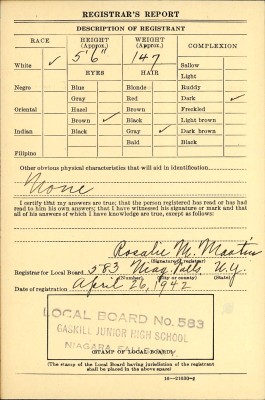 REGISTRAR'S REPORT
DESCRIPTION OF REGISTRANT
RACE HEIGHT (Approx.) WEIGHT (Approx.) COMPLEXION
White ✓ 5'6" 147 Sallow
EYES HAIR Light
Negro Blue Blonde Ruddy
Gray Red Dark ✓
Oriental Hazel Brown Freckled
Brown ✓ Black Light brown
Indian Black Gray ✓ Dark brown
Bald Black
Filipino
Other obvious physical characteristics that will aid in identification
None
I certify that my answers are true; that the person registered has read or has had
read to him his own answers; that I have witnessed his signature or mark and that
all of his answers of which I have knowledge are true, except as follows:
Rosalie M. Martin
(Signature of registrar)
Registrar for Local Board 583 Niag. Falls N.Y.
(Number) (City or county) (State)
Date of registration April 26, 1942
LOCAL BOARD No. 583
GASKILL JUNIOR HIGH SCHOOL
NIAGARA FALLS
(STAMP OF LOCAL BOARD)
(The stamp of the Local Board having jurisdiction of the registrant
shall be placed in the above space)